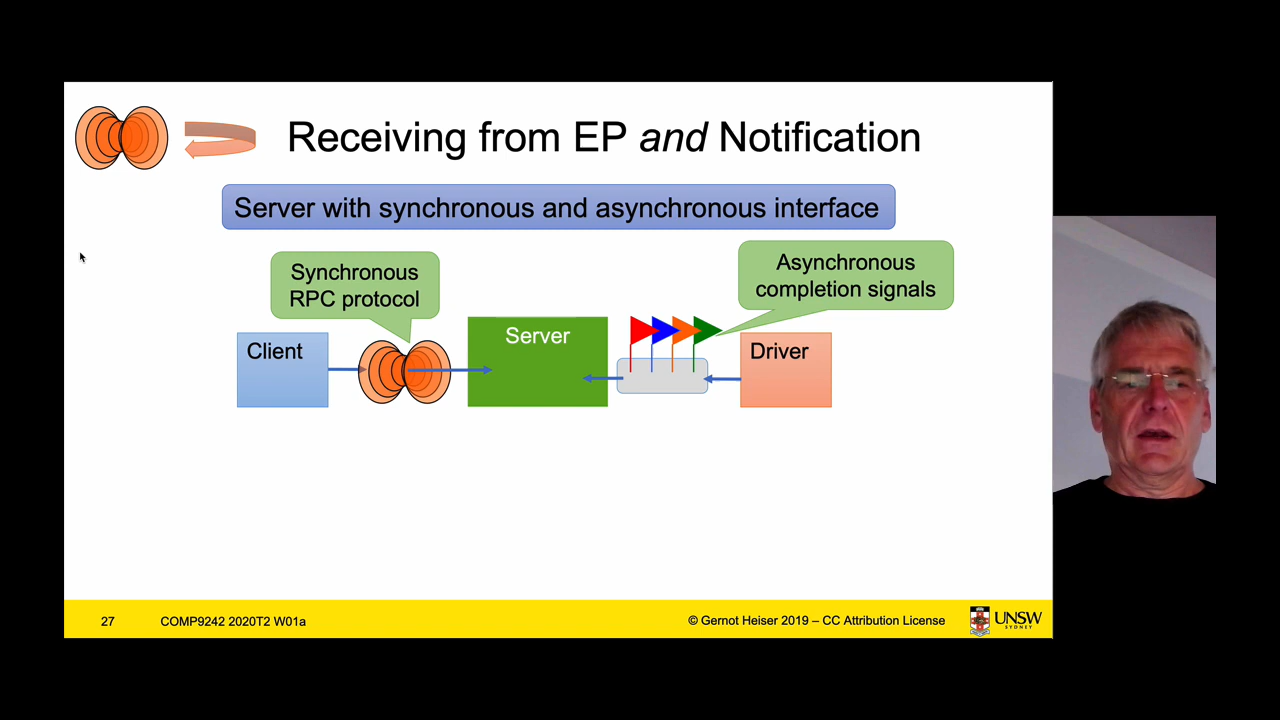 Receiving from EP and Notification
Server with synchronous and asynchronous interface
Synchronous
RPC protocol
Asynchronous
completion signals
Client
Server
Driver
27
COMP9242 2020T2 W01a
© Gernot Heiser 2019 – CC Attribution License
UNSW
SYDNEY